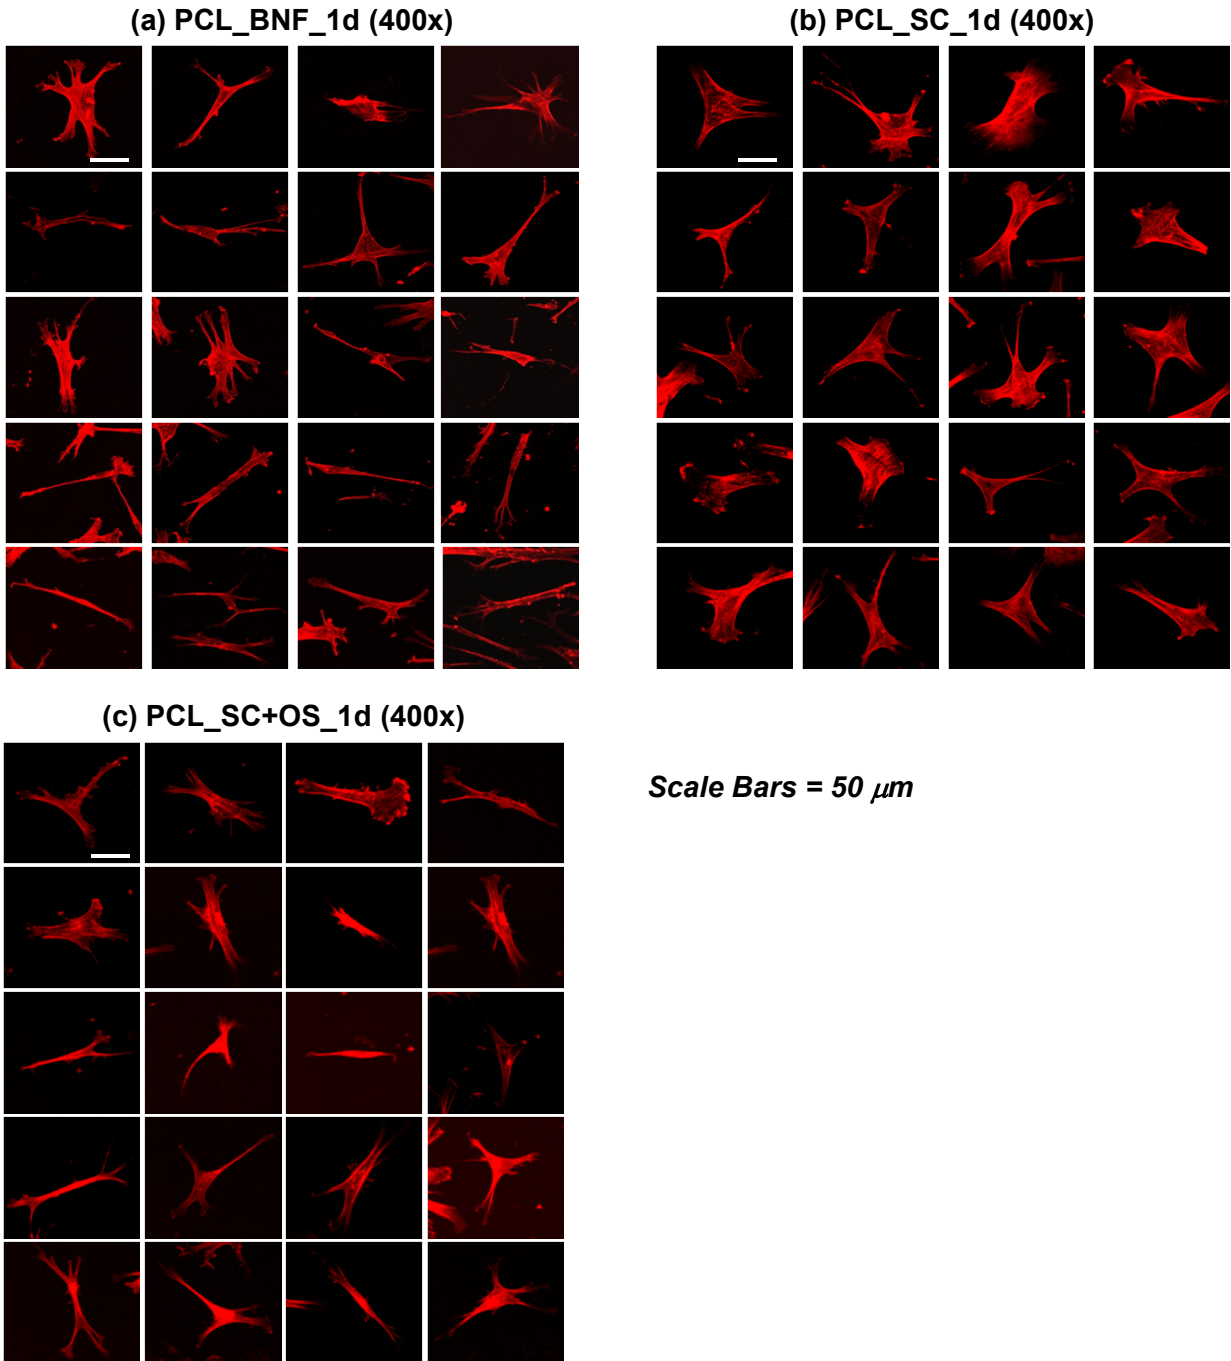 (a) PCL_BNF_1d (400x)
(b) PCL_SC_1d (400x)
(c) PCL_SC+OS_1d (400x)
Scale Bars = 50 μm